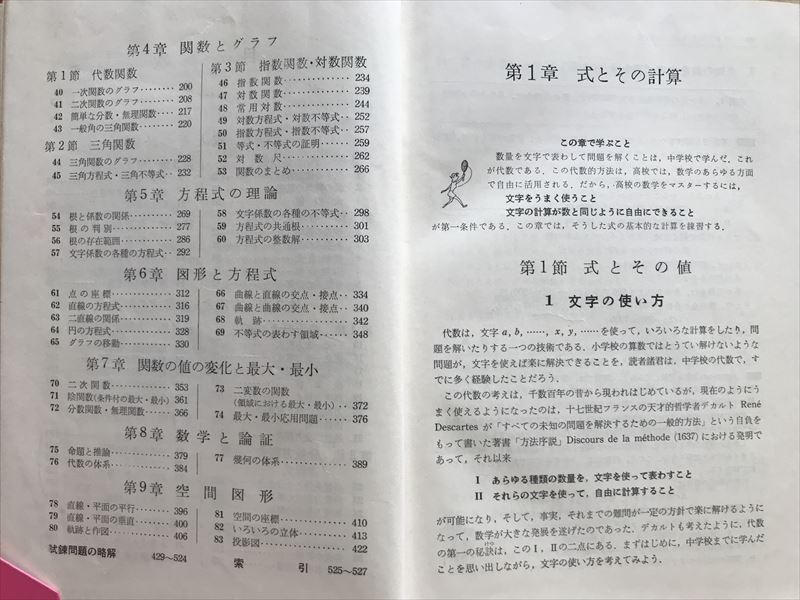 第4章 関数とグラフ
第1節 代数関数
40 一次関数のグラフ‥‥‥‥200
41 二次関数のグラフ‥‥‥‥208
42 簡単な分数・無理関数‥‥217
43 一般角の三角関数‥‥‥‥220
第2節 三角関数
44 三角関数のグラフ‥‥‥‥228
45 三角方程式・三角不等式‥232
第3節 指数関数・対数関数
46 指数関数‥‥‥‥‥‥234
47 対数関数‥‥‥‥‥‥239
48 常用対数‥‥‥‥‥‥244
49 対数方程式・対数不等式‥252
50 指数方程式・指数不等式‥257
51 等式・不等式の証明‥‥‥259
52 対数尺‥‥‥‥‥‥262
53 関数のまとめ‥‥‥‥‥266
第5章 方程式の理論
54 根と係数の関係‥‥‥‥269
55 根の判別‥‥‥‥‥277
56 根の存在範囲‥‥‥‥‥286
57 文字係数の各種の方程式‥292
58 文字係数の各種の不等式‥298
59 方程式の共通根‥‥‥‥301
60 方程式の整数解‥‥‥‥303
第6章 図形と方程式
61 点の座標‥‥‥‥‥312
62 直線の方程式‥‥‥‥‥316
63 二直線の関係‥‥‥‥‥319
64 円の方程式‥‥‥‥‥‥328
65 グラフの移動‥‥‥‥‥330
66 曲線と直線の交点・接点‥334
67 曲線と曲線の交点・接点‥340
68 軌跡‥‥‥‥‥‥342
69 不等式の表わす領域‥‥‥348
第7章 関数の値の変化と最大・最小
70 二次関数‥‥‥‥‥353
71 陰関数(条件付の最大・最小) 361
72 分数関数・無理関数‥‥‥366
73 二変数の関数
(領域における最大・最小)‥372
74 最大・最小応用問題‥‥‥376
第8章 数学と論証
75 命題と推論‥‥‥‥‥‥379
76 代数の体系‥‥‥‥‥‥384
77 幾何の体系‥‥‥‥‥‥389
第9章 空間図形
78 直線・平面の平行‥‥‥‥396
79 直線・平面の垂直‥‥‥‥400
80 軌跡と作図‥‥‥‥‥‥406
81 空間の座標‥‥‥‥‥‥410
82 いろいろの立体‥‥‥‥413
83 投影図‥‥‥‥‥‥‥422
試錬問題の略解 429〜524
索引 525〜527
第1章 式とその計算
この章で学ぶこと
数量を文字で表わして問題を解くことは，中学校で学んだ．これ
が代数である．この代数的方法は，高校では，数学のあらゆる方面
で自由に活用される．だから，高校の数学をマスターするには，
文字をうまく使うこと
文字の計算が数と同じように自由にできること
が第一条件である．この章では，そうした式の基本的な計算を練習する．
第1節 式とその値
1 文字の使い方
代数は，文字 a, b, ……, x, y, ……を使って，いろいろな計算をしたり，問
題を解いたりする一つの技術である．小学校の算数ではとうてい解けないような
問題が，文字を使えば楽に解決できることを，読者諸君は，中学校の代数で，す
でに多く経験したことだろう．
この代数の考えは，千数百年の昔から現われはじめているが，現在のようにう
まく使えるようになったのは，十七世紀フランスの天才的哲学者デカルト René
Descartes が「すべての未知の問題を解決するための一般的方法」という自負を
もって書いた著書「方法序説」Discours de la méthode (1637) における発明で
あって，それ以来
I あらゆる種類の数量を，文字を使って表わすこと
II それらの文字を使って，自由に計算すること
が可能になり，そして，事実，それまでの難問が一定の方針で楽に解けるように
なって，数学が大きな発展を遂げたのであった．デカルトも考えたように，代数
の第一の秘訣は，このI，IIの二点にある．まずはじめに，中学校までに学んだ
ことを思い出しながら，文字の使い方を考えてみよう．